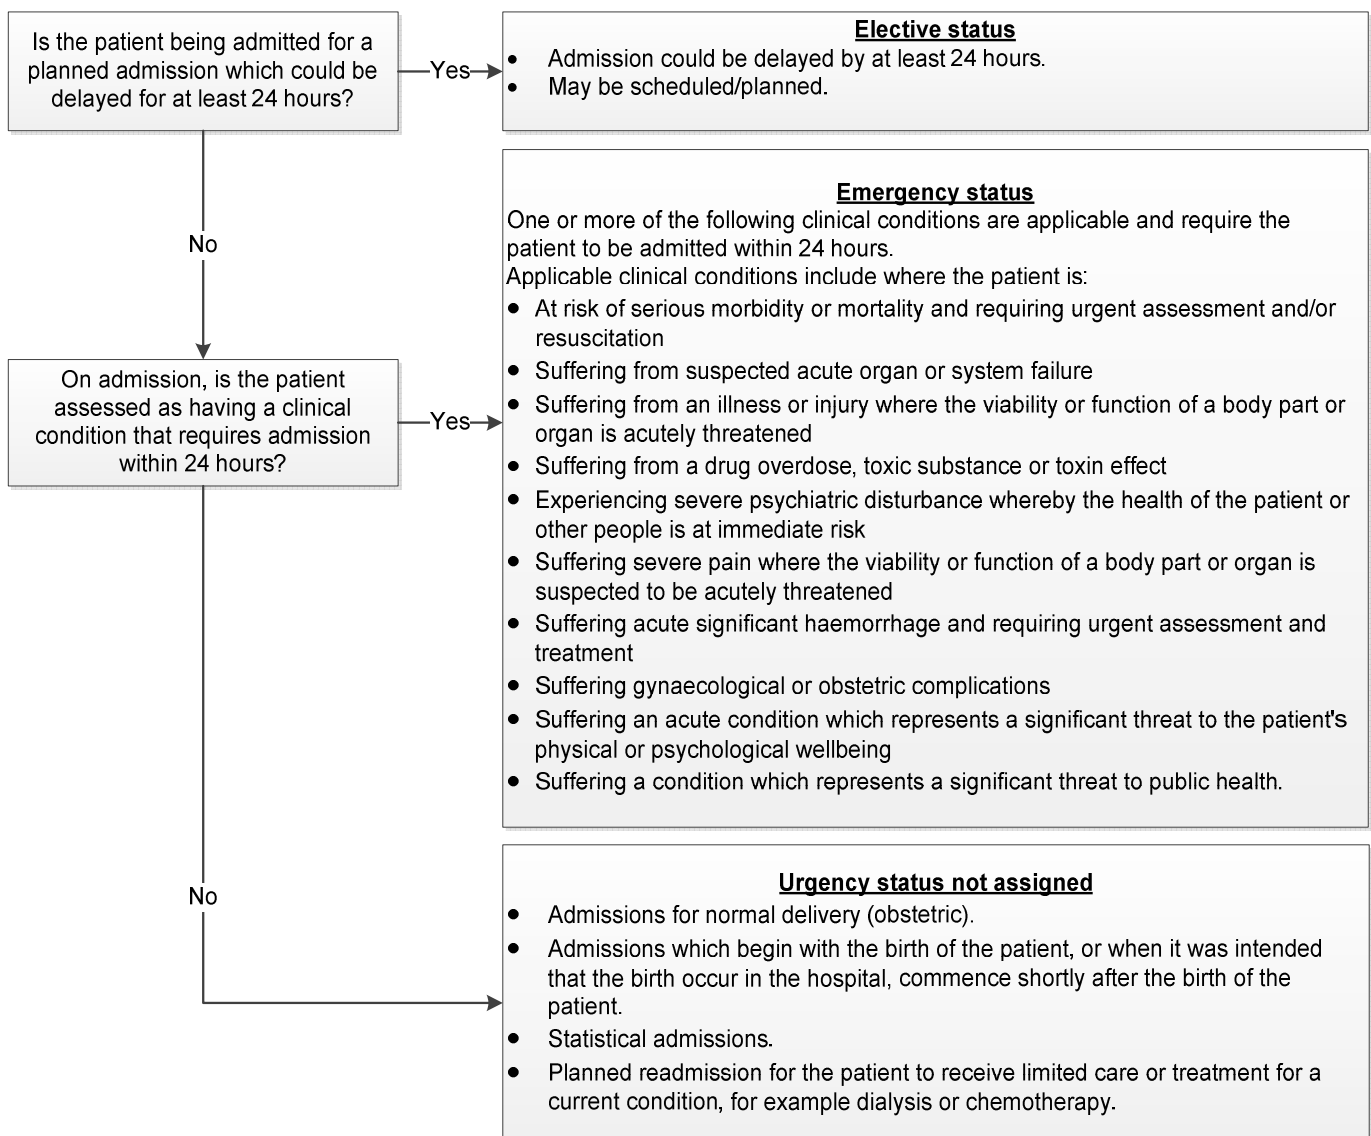 Is the patient being admitted for a
planned admission which could be
delayed for at least 24 hours?
Yes
Elective status
• Admission could be delayed by at least 24 hours.
• May be scheduled/planned.
No
On admission, is the patient
assessed as having a clinical
condition that requires admission
within 24 hours?
Yes
Emergency status
One or more of the following clinical conditions are applicable and require the
patient to be admitted within 24 hours.
Applicable clinical conditions include where the patient is:
• At risk of serious morbidity or mortality and requiring urgent assessment and/or
resuscitation
• Suffering from suspected acute organ or system failure
• Suffering from an illness or injury where the viability or function of a body part or
organ is acutely threatened
• Suffering from a drug overdose, toxic substance or toxin effect
• Experiencing severe psychiatric disturbance whereby the health of the patient or
other people is at immediate risk
• Suffering severe pain where the viability or function of a body part or organ is
suspected to be acutely threatened
• Suffering acute significant haemorrhage and requiring urgent assessment and
treatment
• Suffering gynaecological or obstetric complications
• Suffering an acute condition which represents a significant threat to the patient's
physical or psychological wellbeing
• Suffering a condition which represents a significant threat to public health.
No
Urgency status not assigned
• Admissions for normal delivery (obstetric).
• Admissions which begin with the birth of the patient, or when it was intended
that the birth occur in the hospital, commence shortly after the birth of the
patient.
• Statistical admissions.
• Planned readmission for the patient to receive limited care or treatment for a
current condition, for example dialysis or chemotherapy.